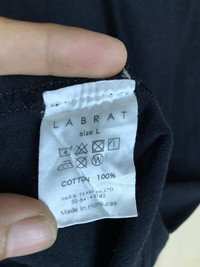 LABRAT
size L
COTTON 100%
Made in Honduras